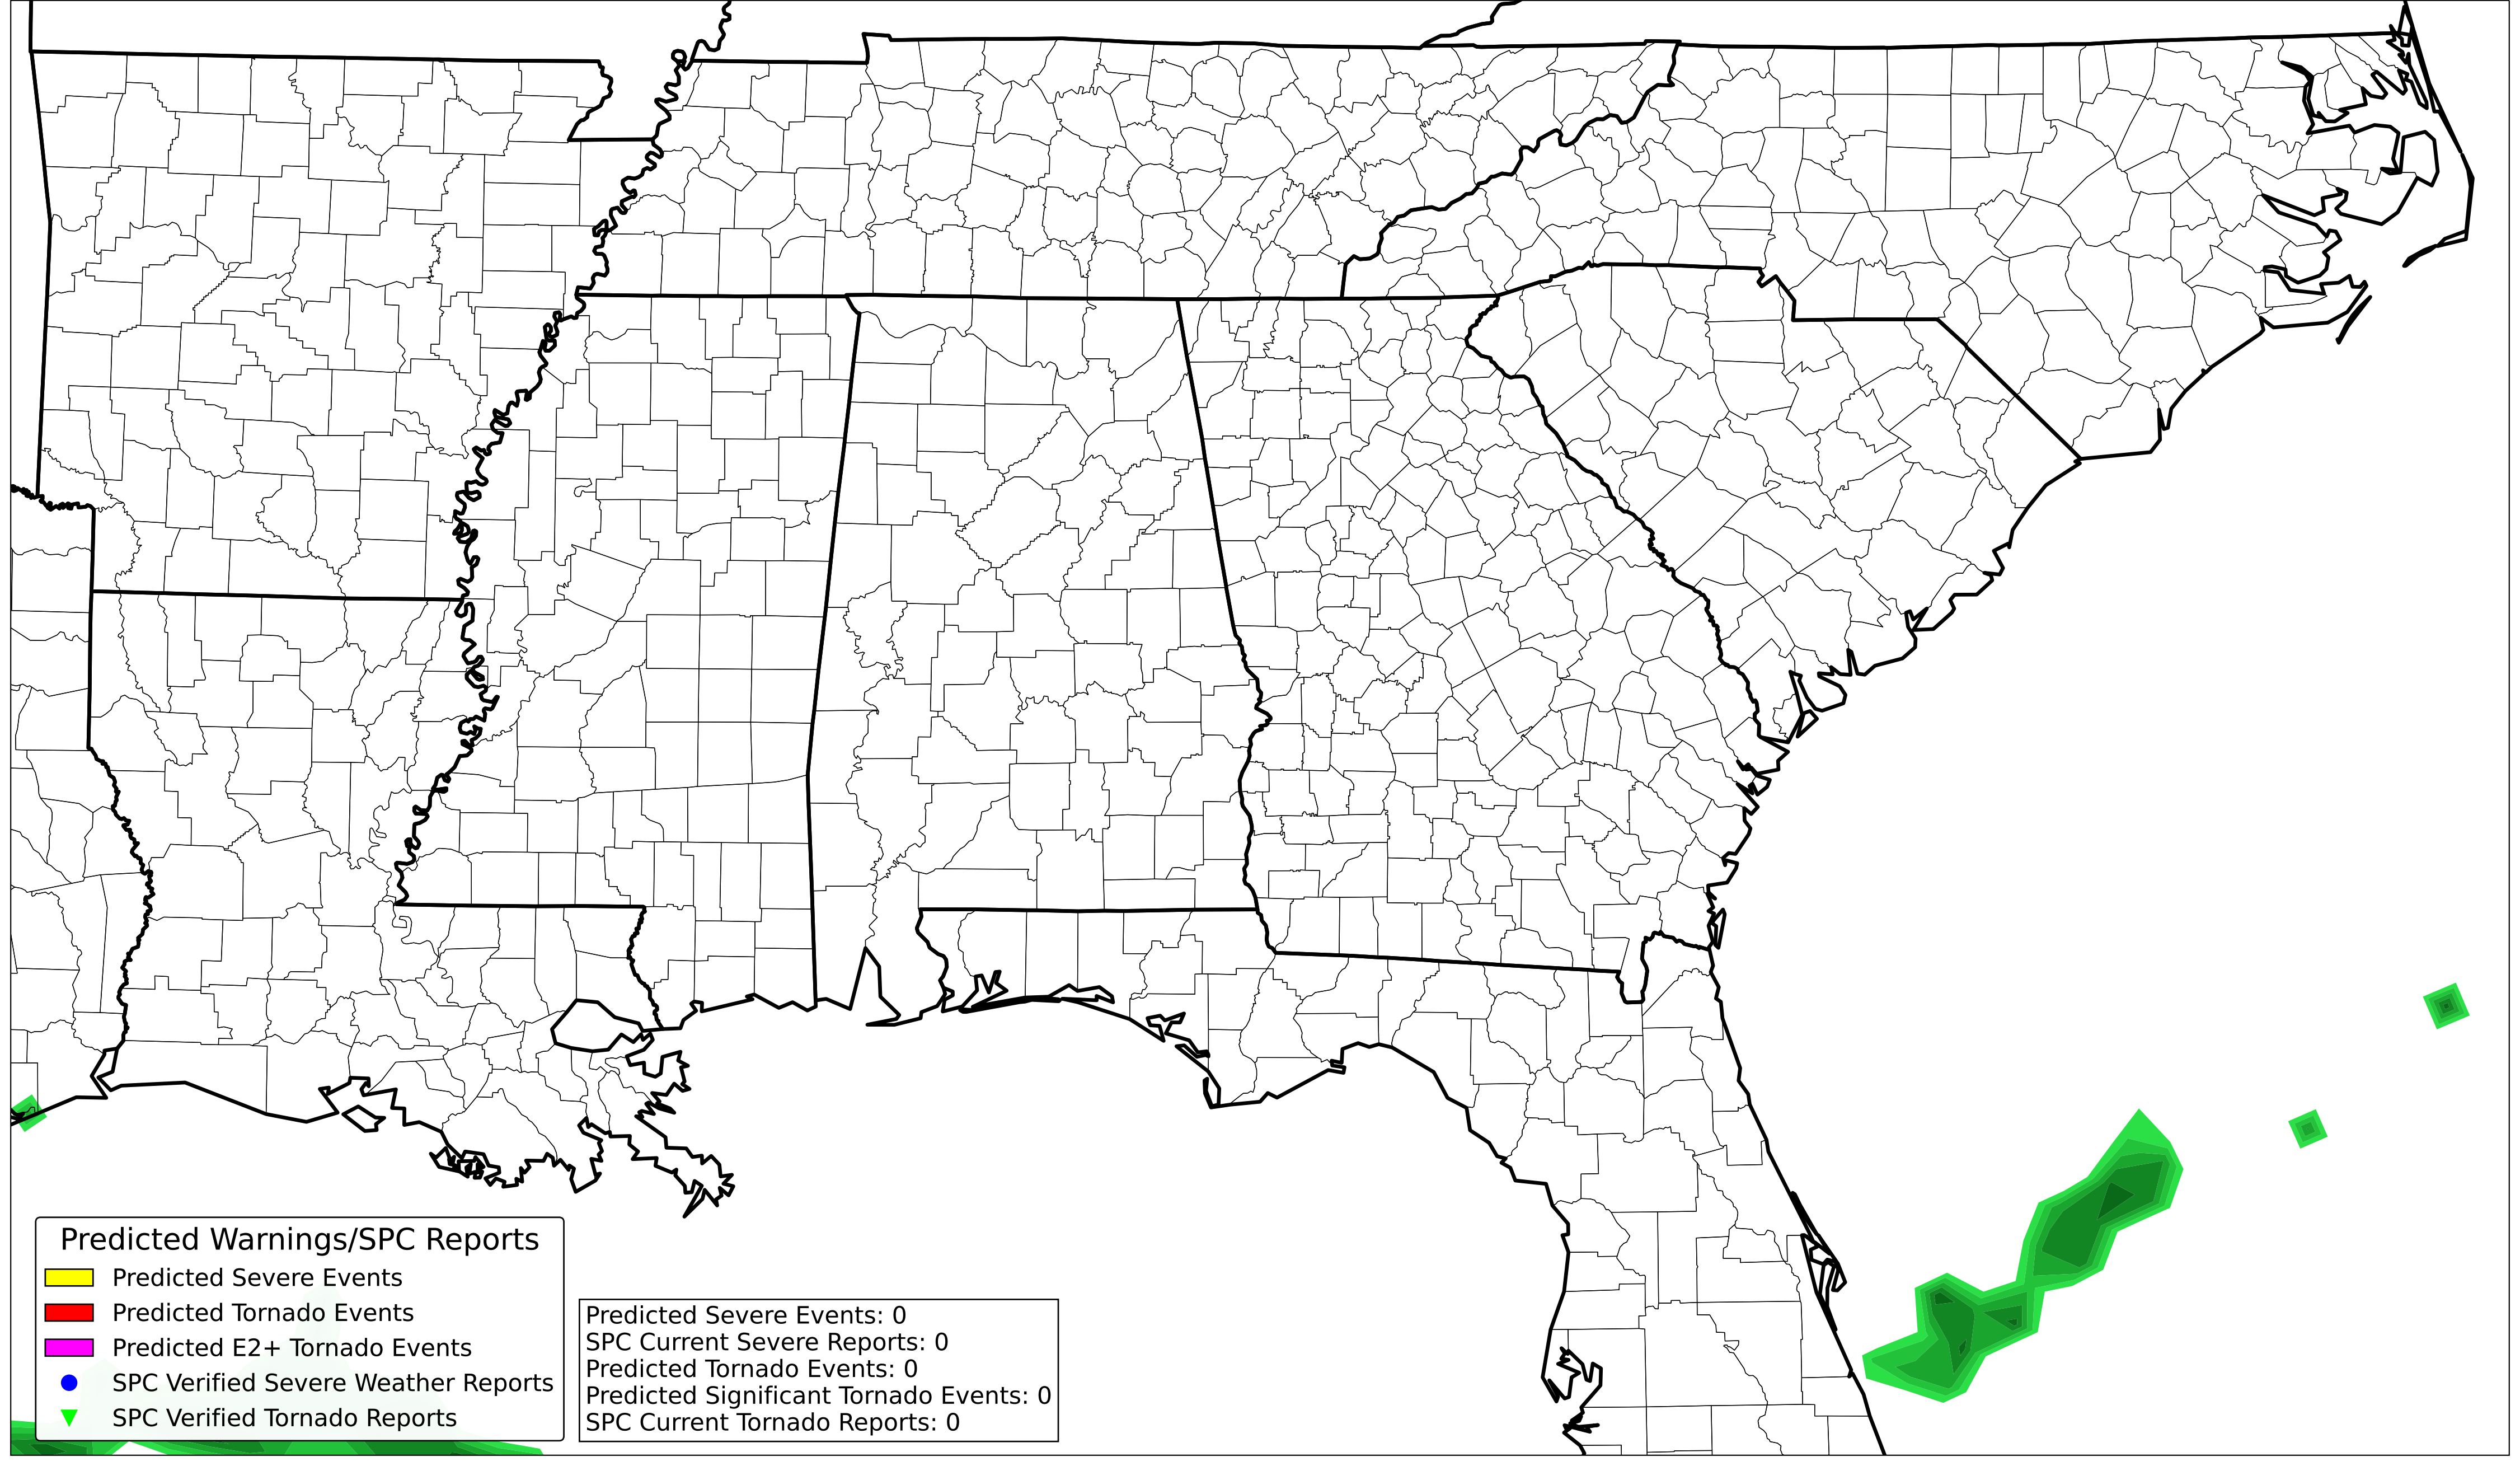 Predicted Warnings/SPC Reports
Predicted Severe Events
Predicted Tornado Events
Predicted E2+ Tornado Events
SPC Verified Severe Weather Reports
SPC Verified Tornado Reports
Predicted Severe Events: 0
SPC Current Severe Reports: 0
Predicted Tornado Events: 0
Predicted Significant Tornado Events: 0
SPC Current Tornado Reports: 0